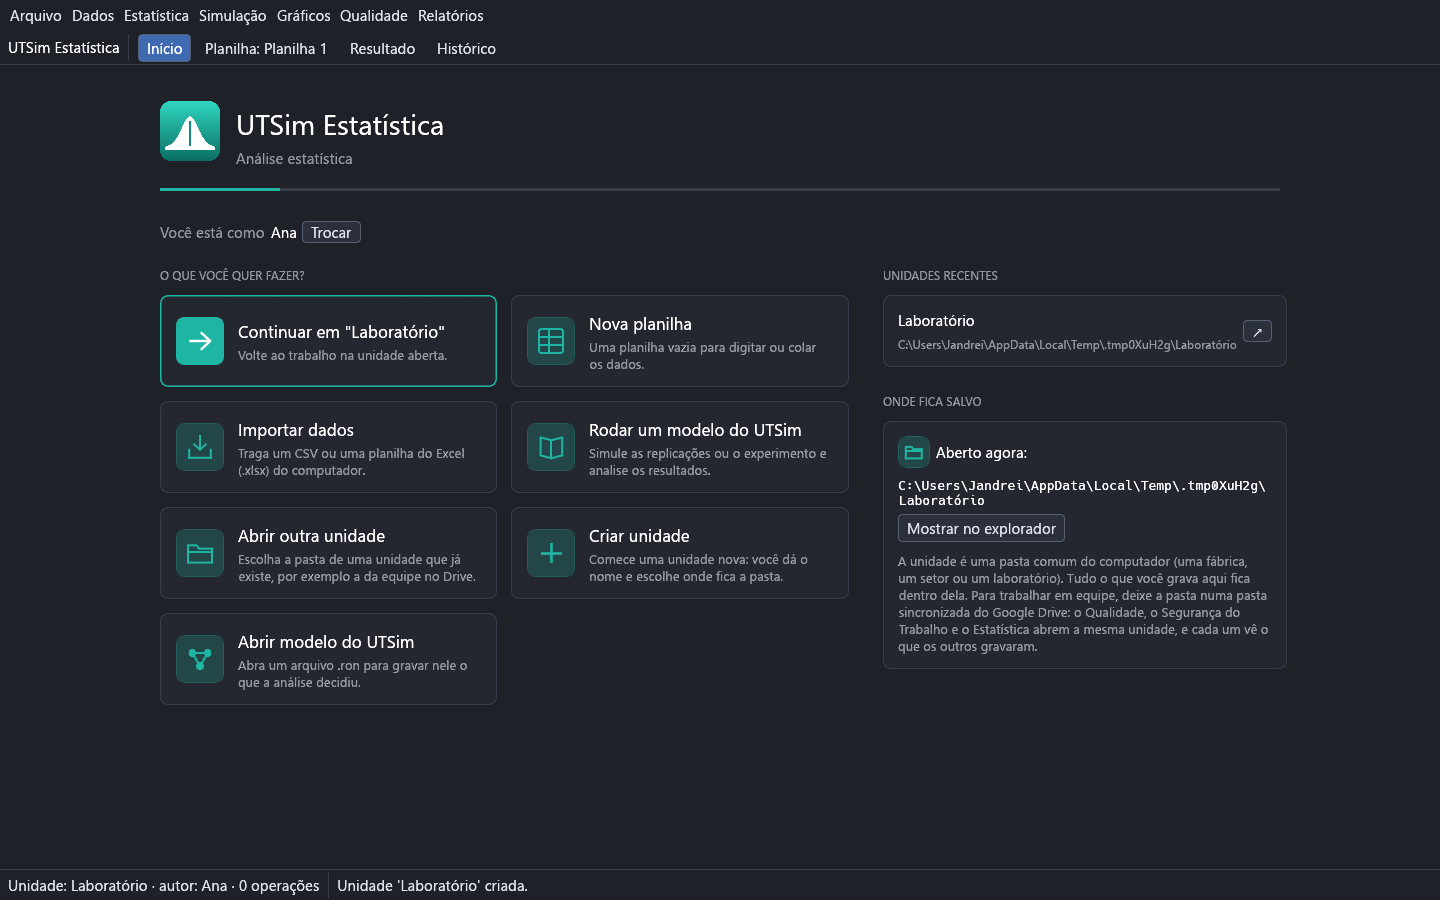 Arquivo Dados Estatística Simulação Gráficos Qualidade Relatórios
UTSim Estatística Início Planilha: Planilha 1 Resultado Histórico
UTSim Estatística
Análise estatística
Você está como Ana Trocar
O QUE VOCÊ QUER FAZER?
Continuar em "Laboratório"
Volte ao trabalho na unidade aberta.
Nova planilha
Uma planilha vazia para digitar ou colar
os dados.
Importar dados
Traga um CSV ou uma planilha do Excel
(.xlsx) do computador.
Rodar um modelo do UTSim
Simule as replicações ou o experimento e
analise os resultados.
Abrir outra unidade
Escolha a pasta de uma unidade que já
existe, por exemplo a da equipe no Drive.
Criar unidade
Comece uma unidade nova: você dá o
nome e escolhe onde fica a pasta.
Abrir modelo do UTSim
Abra um arquivo .ron para gravar nele o
que a análise decidiu.
UNIDADES RECENTES
Laboratório
C:\Users\Jandrei\AppData\Local\Temp\.tmp0XuH2g\Laboratório
ONDE FICA SALVO
Aberto agora:
C:\Users\Jandrei\AppData\Local\Temp\.tmp0XuH2g\
Laboratório
Mostrar no explorador
A unidade é uma pasta comum do computador (uma fábrica,
um setor ou um laboratório). Tudo o que você grava aqui fica
dentro dela. Para trabalhar em equipe, deixe a pasta numa pasta
sincronizada do Google Drive: o Qualidade, o Segurança do
Trabalho e o Estatística abrem a mesma unidade, e cada um vê o
que os outros gravaram.
Unidade: Laboratório · autor: Ana · 0 operações Unidade 'Laboratório' criada.